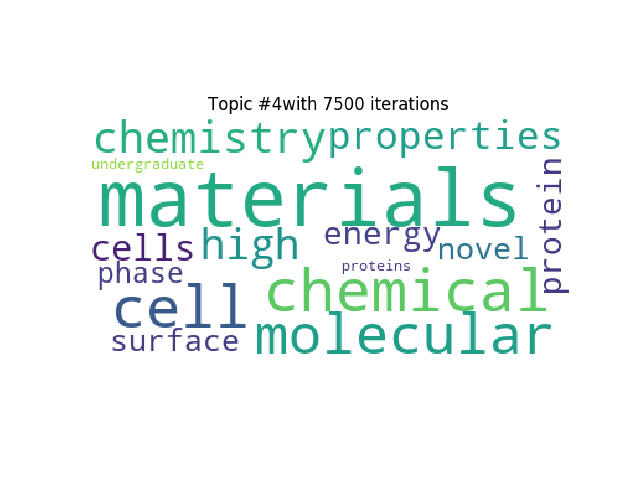 Topic #4with 7500 iterations
chemistry properties
undergraduate
materials
protein
cells high energy novel
phase proteins
cell chemical
surface molecular